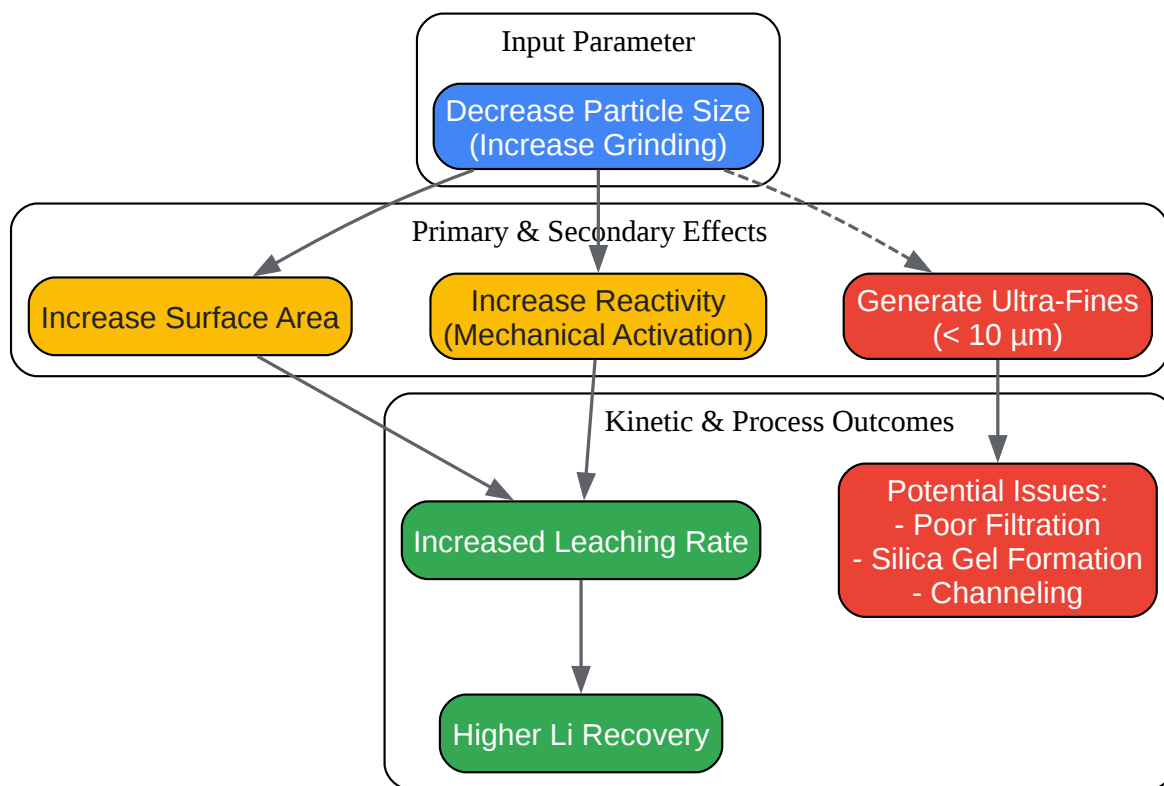 Input Parameter
Decrease Particle Size
(Increase Grinding)
Primary & Secondary Effects
Increase Surface Area
Increase Reactivity
(Mechanical Activation)
Generate Ultra-Fines
(< 10 µm)
Kinetic & Process Outcomes
Increased Leaching Rate
Potential Issues:
- Poor Filtration
- Silica Gel Formation
- Channeling
Higher Li Recovery